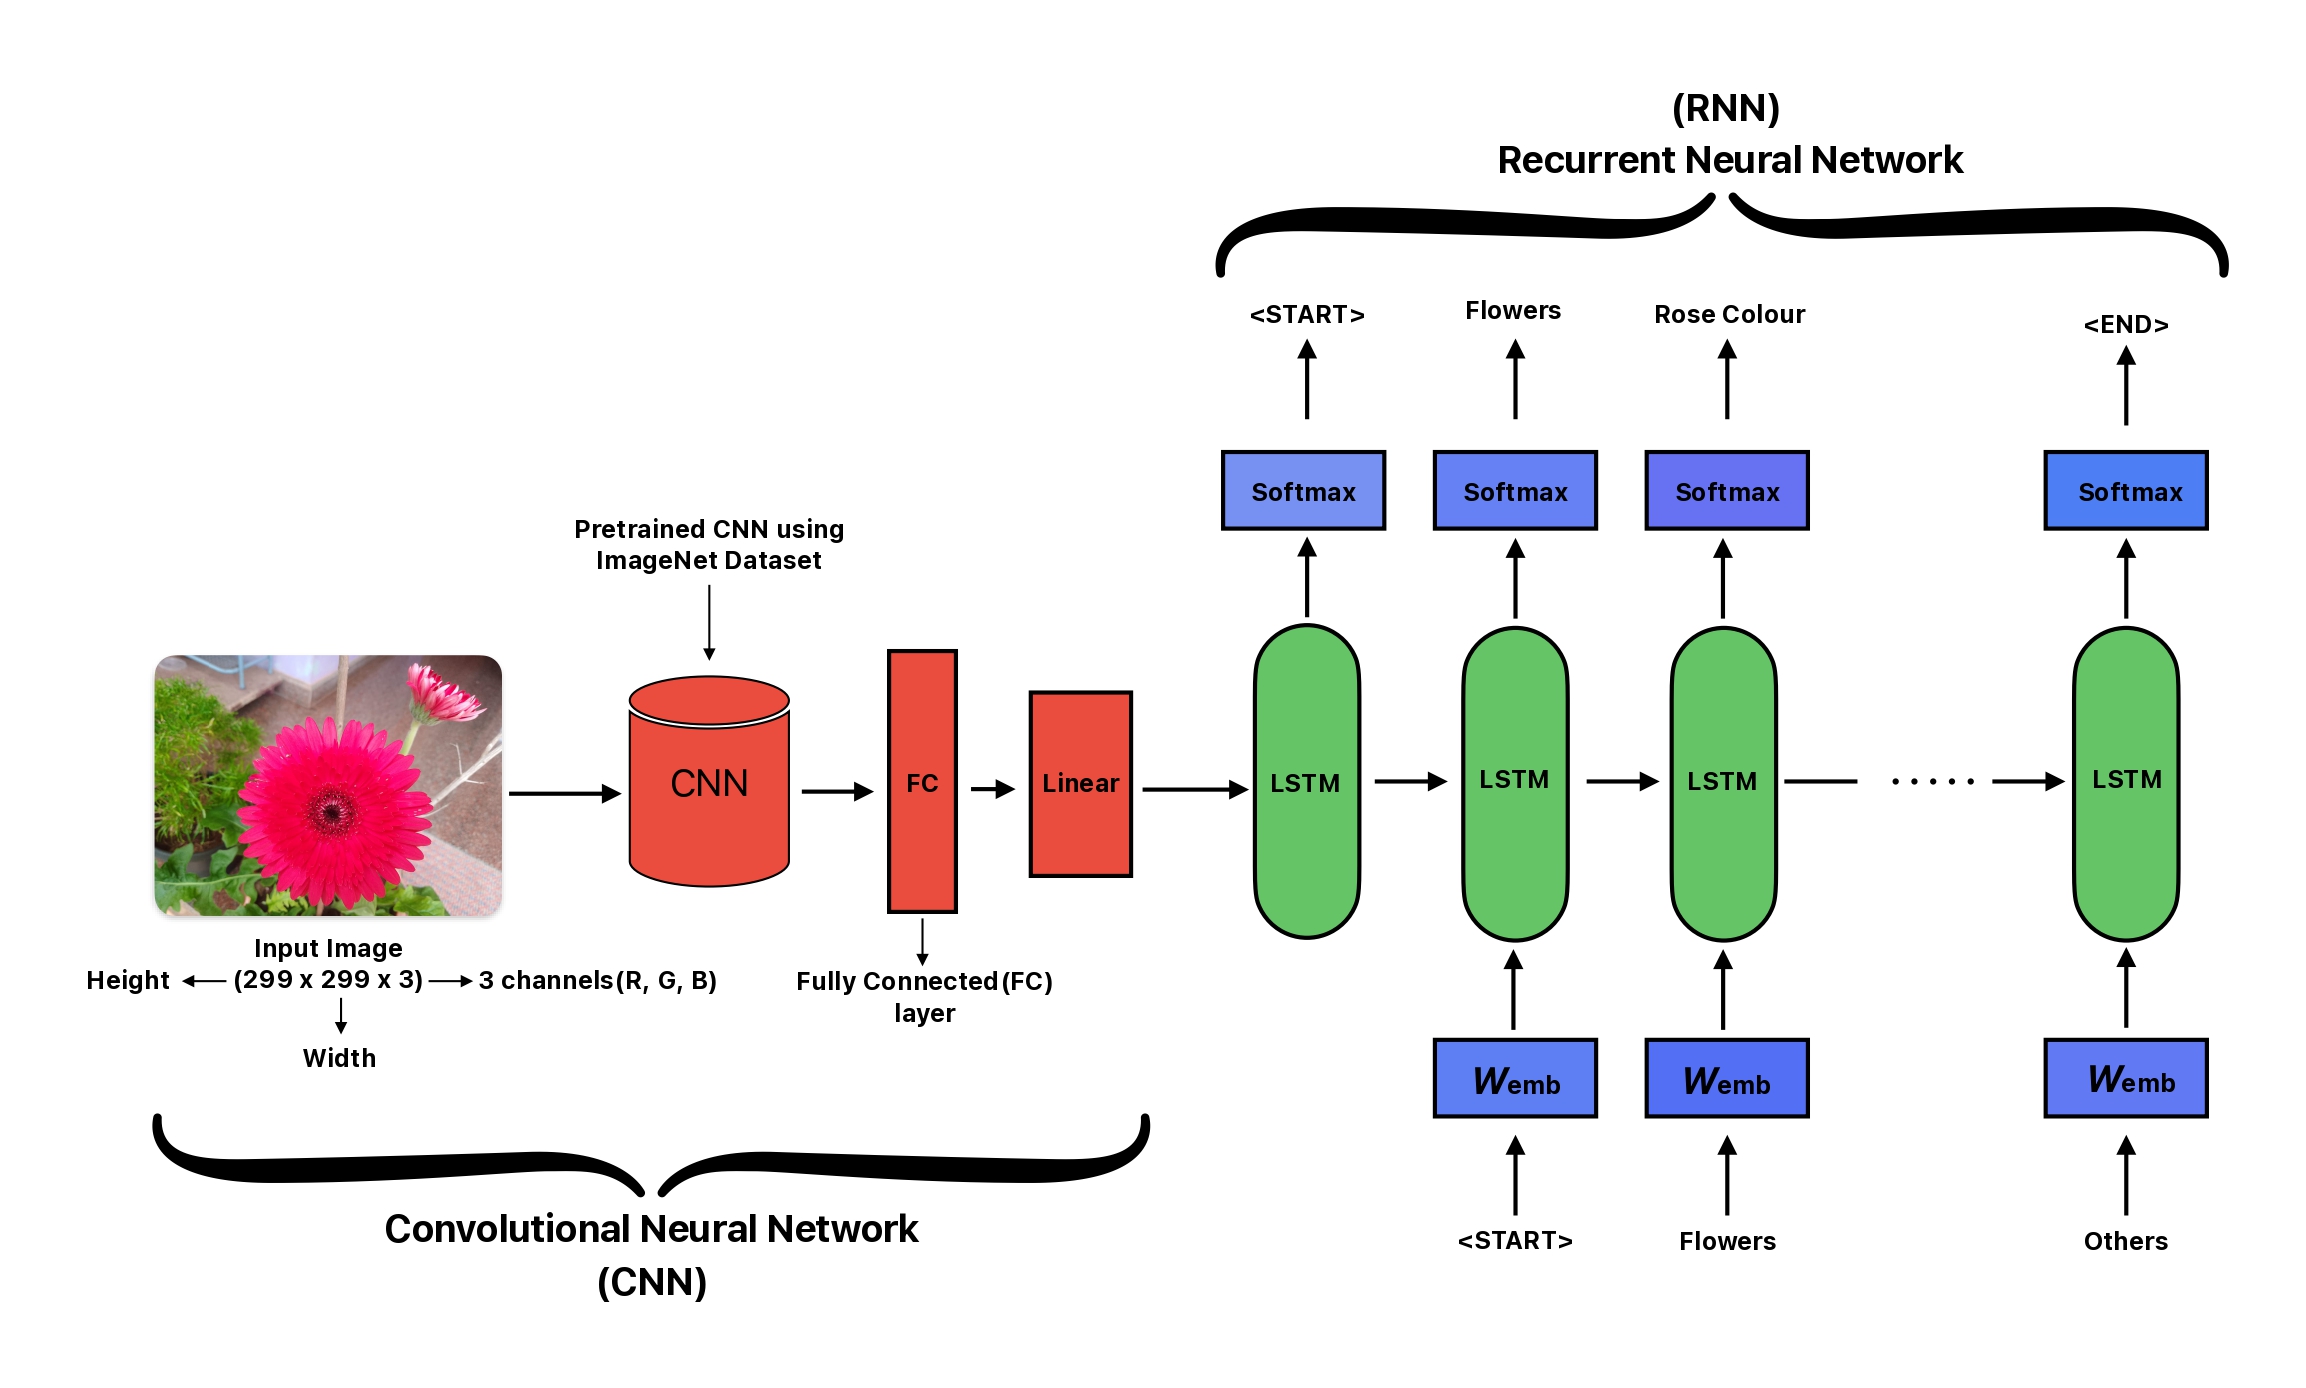 (RNN)
Recurrent Neural Network
<START>
Flowers
Rose Colour
<END>
Softmax
Softmax
Softmax
Softmax
Pretrained CNN using
ImageNet Dataset
CNN
FC
Linear
LSTM
LSTM
LSTM
.....
LSTM
Input Image
Height
(299 x 299 x 3)
3 channels(R, G, B)
Width
Fully Connected(FC)
layer
Wemb
Wemb
Wemb
<START>
Flowers
Others
Convolutional Neural Network
(CNN)